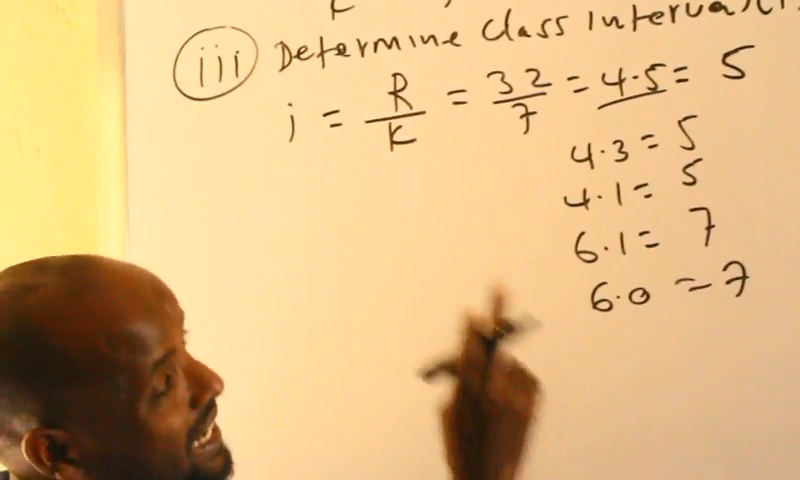 iii Determine Class Interval (
i = R/K = 32/7 = 4.5 = 5
4.3 = 5
4.1 = 5
6.1 = 7
6.0 = 7